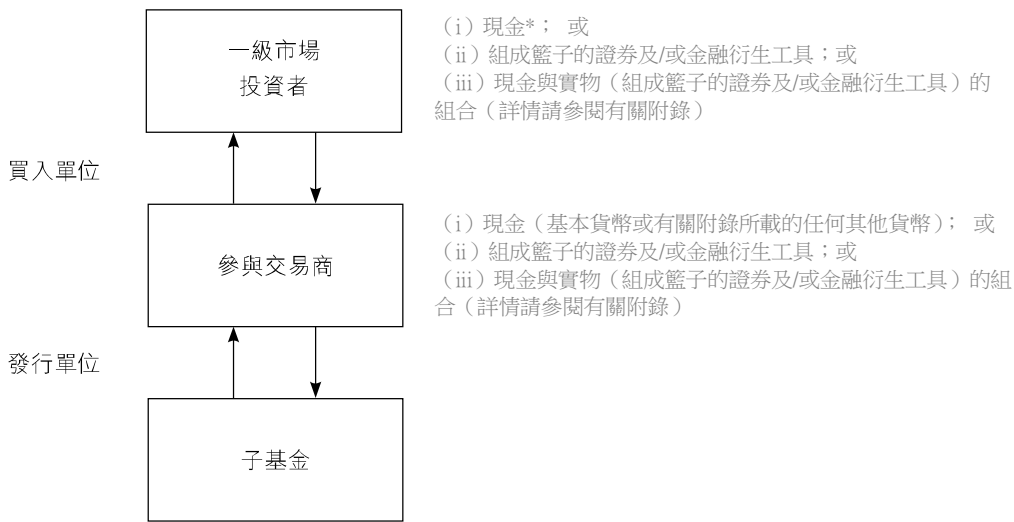 一級市場
投資者
（i）現金*； 或
（ii）組成籃子的證券及/或金融衍生工具；或
（iii）現金與實物（組成籃子的證券及/或金融衍生工具）的
組合（詳情請參閱有關附錄）
買入單位
參與交易商
（i）現金（基本貨幣或有關附錄所載的任何其他貨幣）； 或
（ii）組成籃子的證券及/或金融衍生工具；或
（iii）現金與實物（組成籃子的證券及/或金融衍生工具）的組
合（詳情請參閱有關附錄）
發行單位
子基金